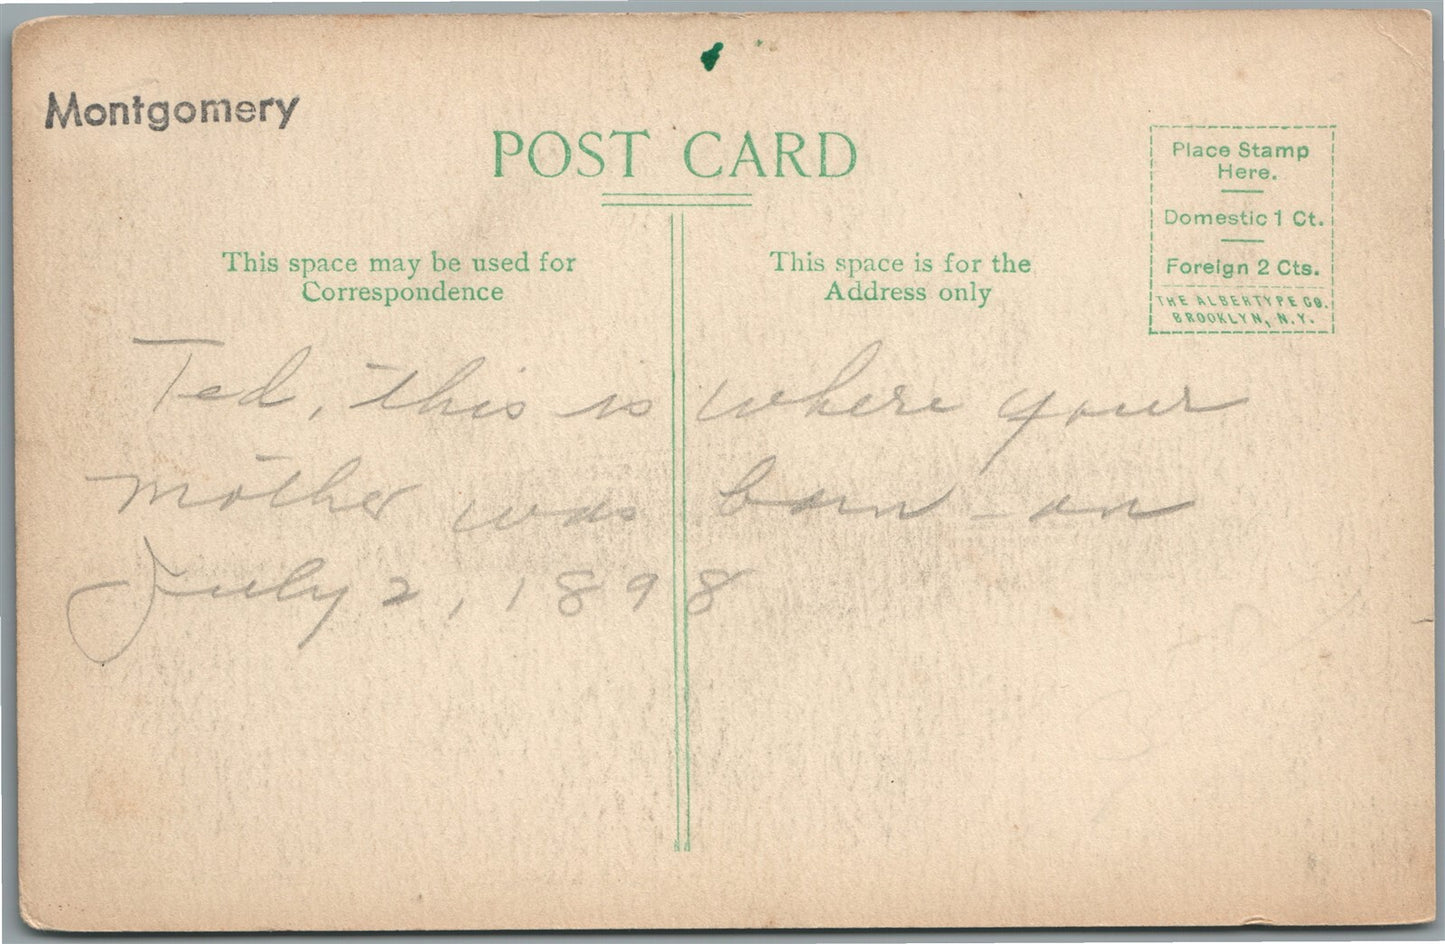 Montgomery
POST CARD
This space may be used for
Correspondence
This space is for the
Address only
Place Stamp
Here.
Domestic 1 Ct.
Foreign 2 Cts.
THE ALBERTYPE CO.
BROOKLYN, N.Y.
Ted, this is where your
mother was born - on
July 2, 1898